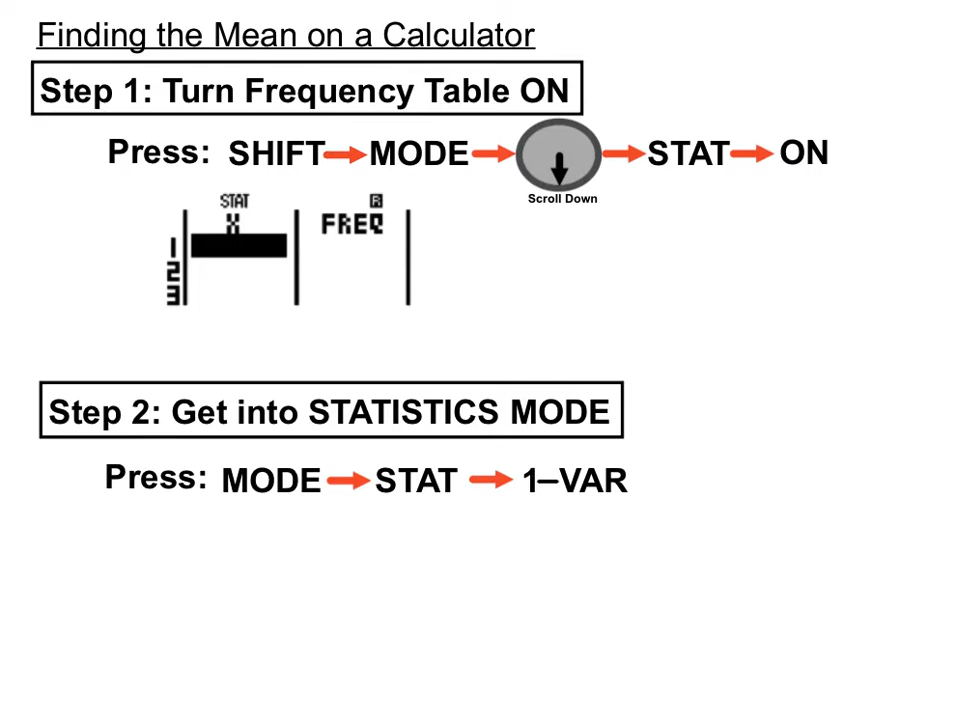 Finding the Mean on a Calculator
Step 1: Turn Frequency Table ON
Press: SHIFT MODE STAT ON
Scroll Down
STAT R
X FREQ
1
2
3
Step 2: Get into STATISTICS MODE
Press: MODE STAT 1–VAR